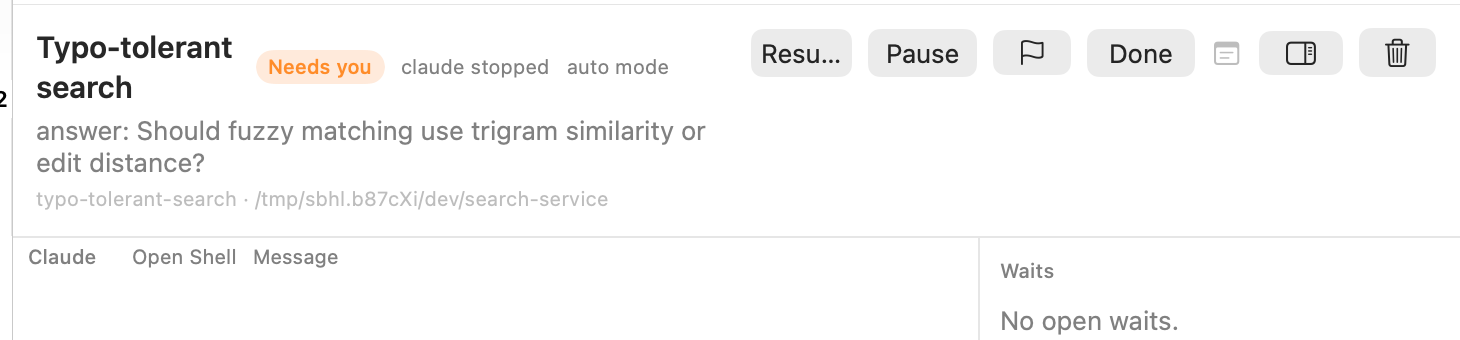 Typo-tolerant
search
Needs you
claude stopped
auto mode
Resu...
Pause
Done
2
answer: Should fuzzy matching use trigram similarity or
edit distance?
typo-tolerant-search · /tmp/sbhl.b87cXi/dev/search-service
Claude
Open Shell
Message
Waits
No open waits.